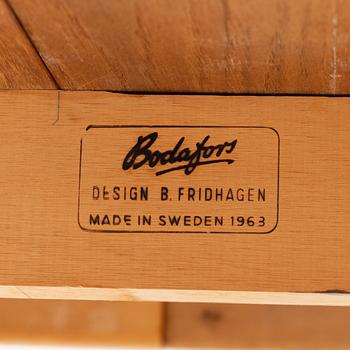 Bodafors
DESIGN B. FRIDHAGEN
MADE IN SWEDEN 1963